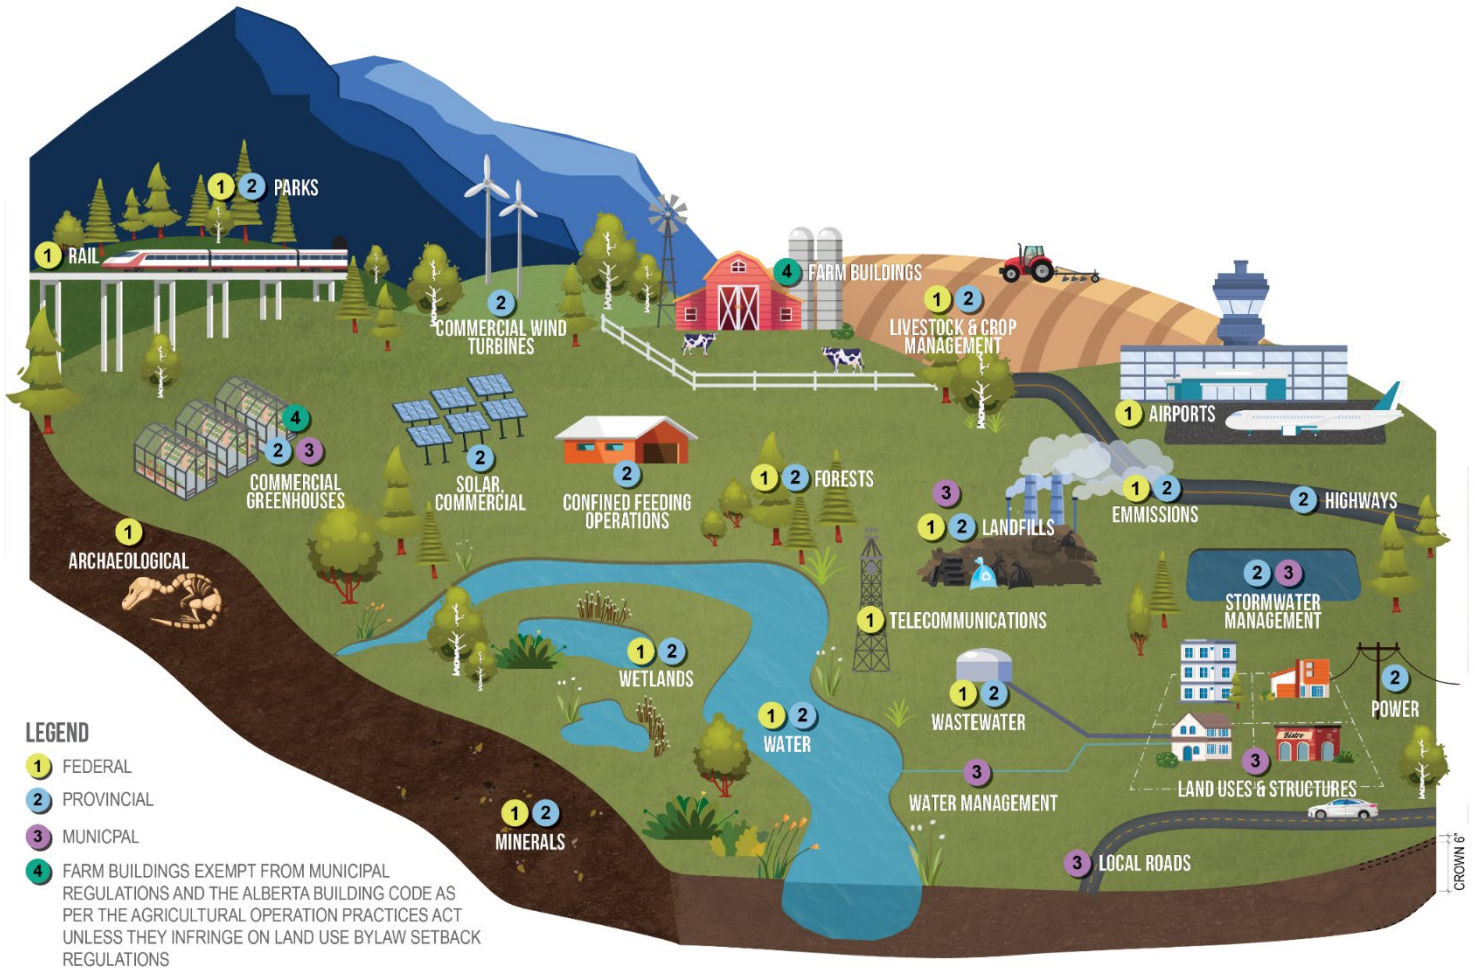 1 2 PARKS
1 RAIL
2
COMMERCIAL WIND
TURBINES
4 FARM BUILDINGS
1 2
LIVESTOCK & CROP
MANAGEMENT
1 AIRPORTS
4
2 3
COMMERCIAL
GREENHOUSES
2
SOLAR,
COMMERCIAL
2
CONFINED FEEDING
OPERATIONS
1 2 FORESTS
3
1 2 LANDFILLS
1 2
EMMISSIONS
2 HIGHWAYS
1
ARCHAEOLOGICAL
2 3
STORMWATER
MANAGEMENT
1 TELECOMMUNICATIONS
1 2
WETLANDS
1 2
WASTEWATER
2
POWER
1 2
WATER
Bistro
3
LAND USES & STRUCTURES
3
WATER MANAGEMENT
1 2
MINERALS
3 LOCAL ROADS
CROWN 6"
LEGEND
1 FEDERAL
2 PROVINCIAL
3 MUNICPAL
4 FARM BUILDINGS EXEMPT FROM MUNICIPAL
REGULATIONS AND THE ALBERTA BUILDING CODE AS
PER THE AGRICULTURAL OPERATION PRACTICES ACT
UNLESS THEY INFRINGE ON LAND USE BYLAW SETBACK
REGULATIONS